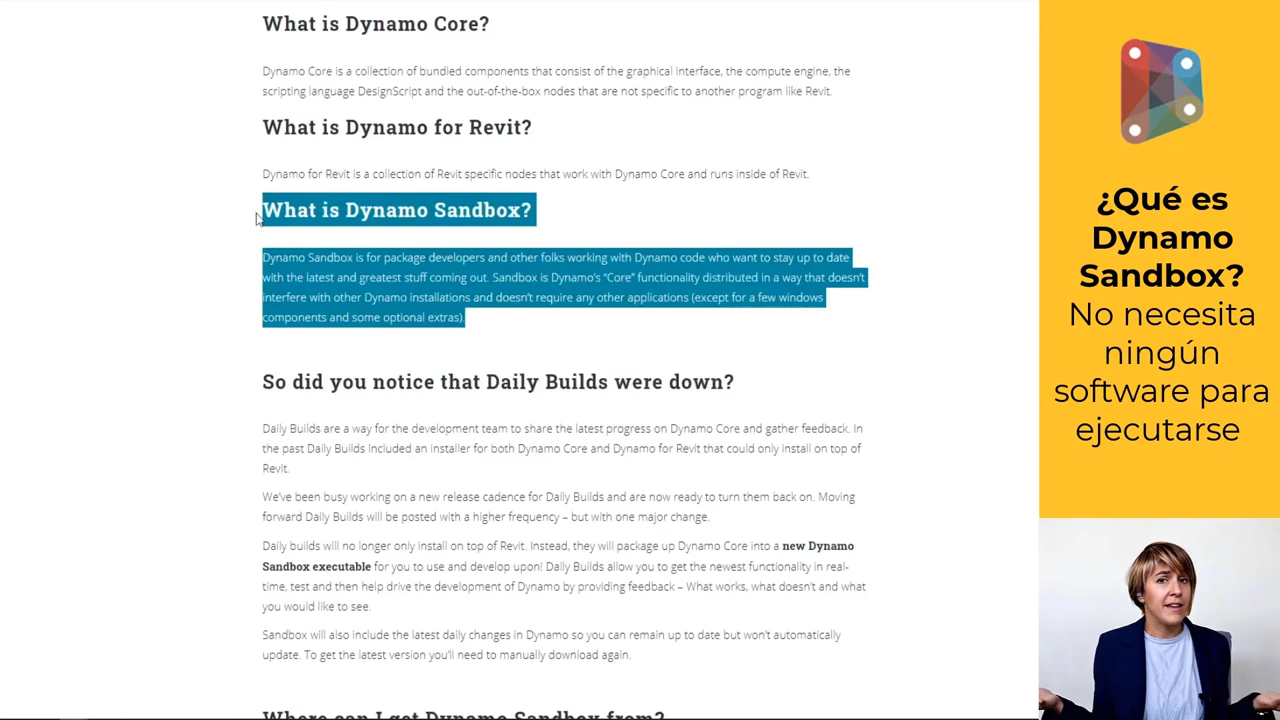 What is Dynamo Core?
Dynamo Core is a collection of bundled components that consist of the graphical interface, the compute engine, the
scripting language DesignScript and the out-of-the-box nodes that are not specific to another program like Revit.
What is Dynamo for Revit?
Dynamo for Revit is a collection of Revit specific nodes that work with Dynamo Core and runs inside of Revit.
What is Dynamo Sandbox?
Dynamo Sandbox is for package developers and other folks working with Dynamo code who want to stay up to date
with the latest and greatest stuff coming out. Sandbox is Dynamo's “Core” functionality distributed in a way that doesn't
interfere with other Dynamo installations and doesn't require any other applications (except for a few windows
components and some optional extras).
So did you notice that Daily Builds were down?
Daily Builds are a way for the development team to share the latest progress on Dynamo Core and gather feedback. In
the past Daily Builds included an installer for both Dynamo Core and Dynamo for Revit that could only install on top of
Revit.
We've been busy working on a new release cadence for Daily Builds and are now ready to turn them back on. Moving
forward Daily Builds will be posted with a higher frequency – but with one major change.
Daily builds will no longer only install on top of Revit. Instead, they will package up Dynamo Core into a new Dynamo
Sandbox executable for you to use and develop upon! Daily Builds allow you to get the newest functionality in real-
time, test and then help drive the development of Dynamo by providing feedback – What works, what doesn't and what
you would like to see.
Sandbox will also include the latest daily changes in Dynamo so you can remain up to date but won't automatically
update. To get the latest version you'll need to manually download again.
Where can I get Dynamo Sandbox from?
¿Qué es
Dynamo
Sandbox?
No necesita
ningún
software para
ejecutarse